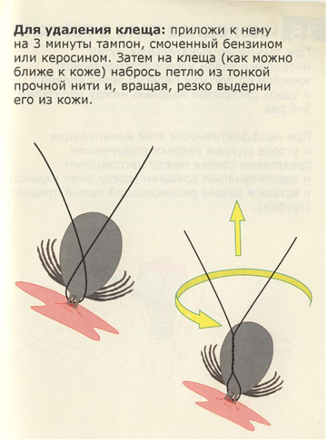 Для удаления клеща: приложи к нему
на 3 минуты тампон, смоченный бензином
или керосином. Затем на клеща (как можно
ближе к коже) набрось петлю из тонкой
прочной нити и, вращая, резко выдерни
его из кожи.